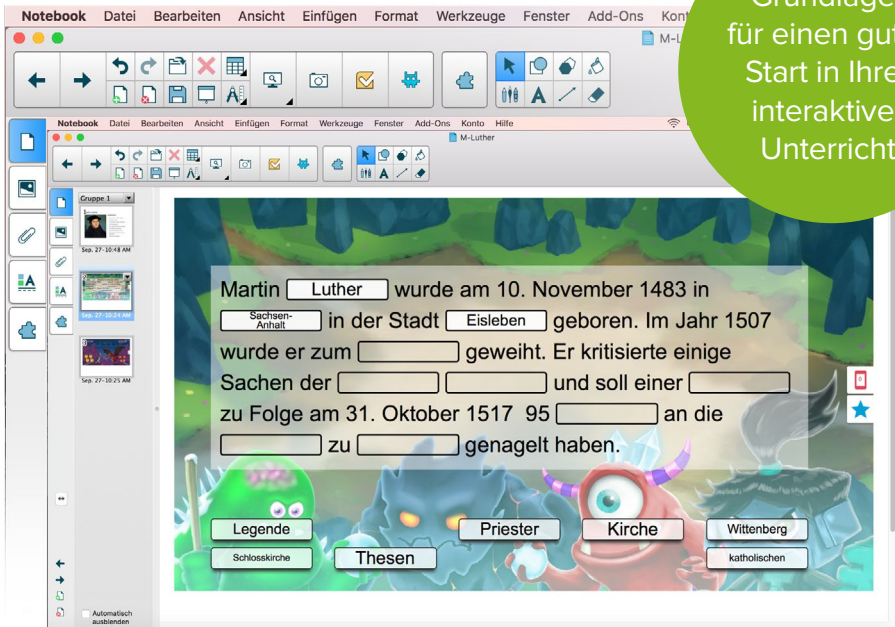 Notebook Datei Bearbeiten Ansicht Einfügen Format Werkzeuge Fenster Add-Ons
für einen
Start in
Unterricht
Notebook Datei Bearbeiten Ansicht Einfügen Format Werkzeuge Fenster Add-Ons Konto Hilfe
M-Luther
Gruppe 1
Sep. 27-10:48 AM
Sep. 27-10:24 AM
Sep. 27-10:25 AM
Martin Luther wurde am 10. November 1483 in
Sachsen-
Anhalt
in der Stadt Eisleben geboren. Im Jahr 1507
wurde er zum geweiht. Er kritisierte einige
Sachen der und soll einer
zu Folge am 31. Oktober 1517 95 an die
zu genagelt haben.
Legende Priester Kirche Wittenberg
Schlosskirche Thesen katholischen
Automatisch
ausblenden